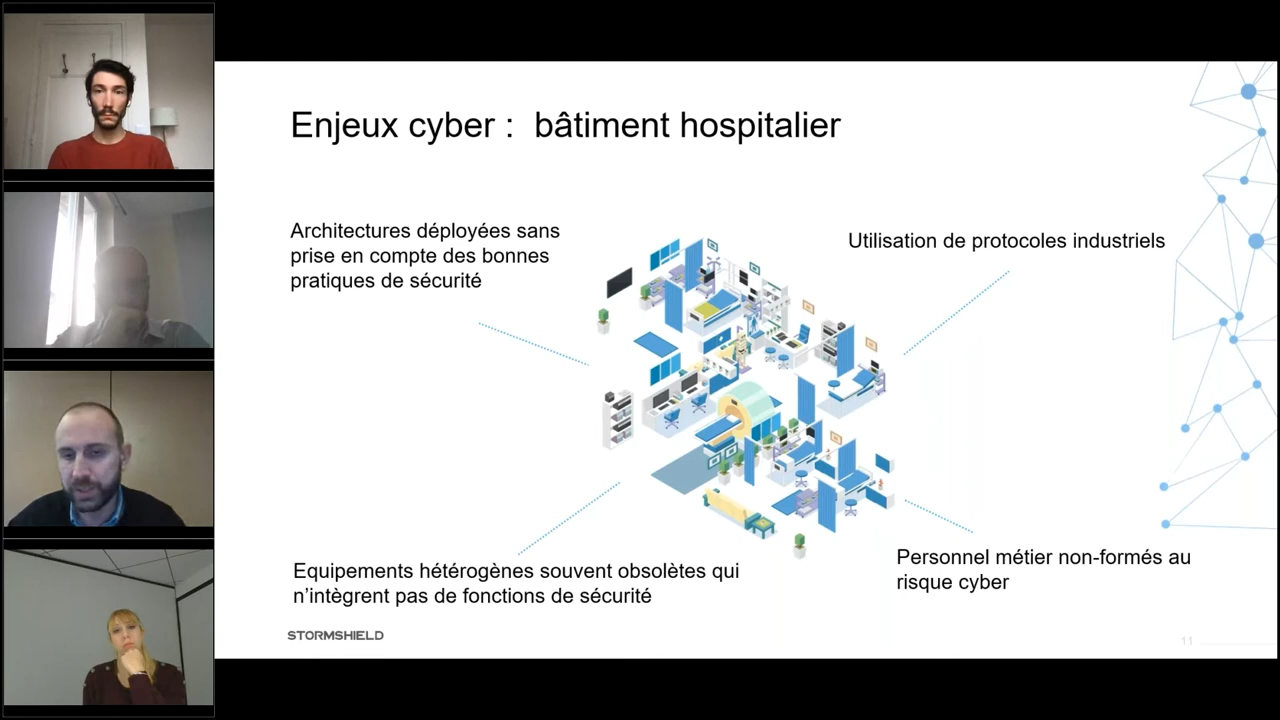 Enjeux cyber : bâtiment hospitalier
Architectures déployées sans
prise en compte des bonnes
pratiques de sécurité
Utilisation de protocoles industriels
Equipements hétérogènes souvent obsolètes qui
n'intègrent pas de fonctions de sécurité
Personnel métier non-formés au
risque cyber
STORMSHIELD
11